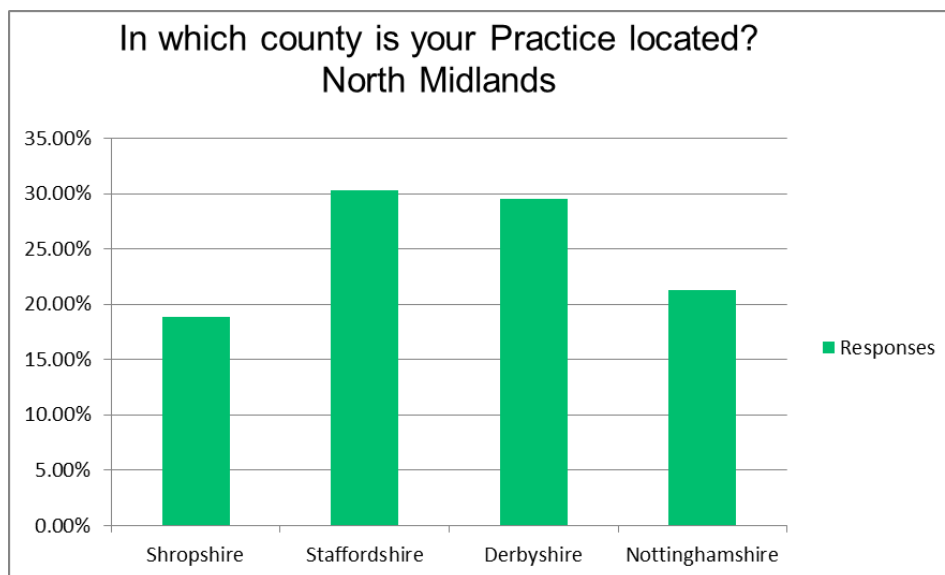 In which county is your Practice located?
North Midlands
35.00%
30.00%
25.00%
20.00%
15.00%
10.00%
5.00%
0.00%
Shropshire Staffordshire Derbyshire Nottinghamshire
Responses